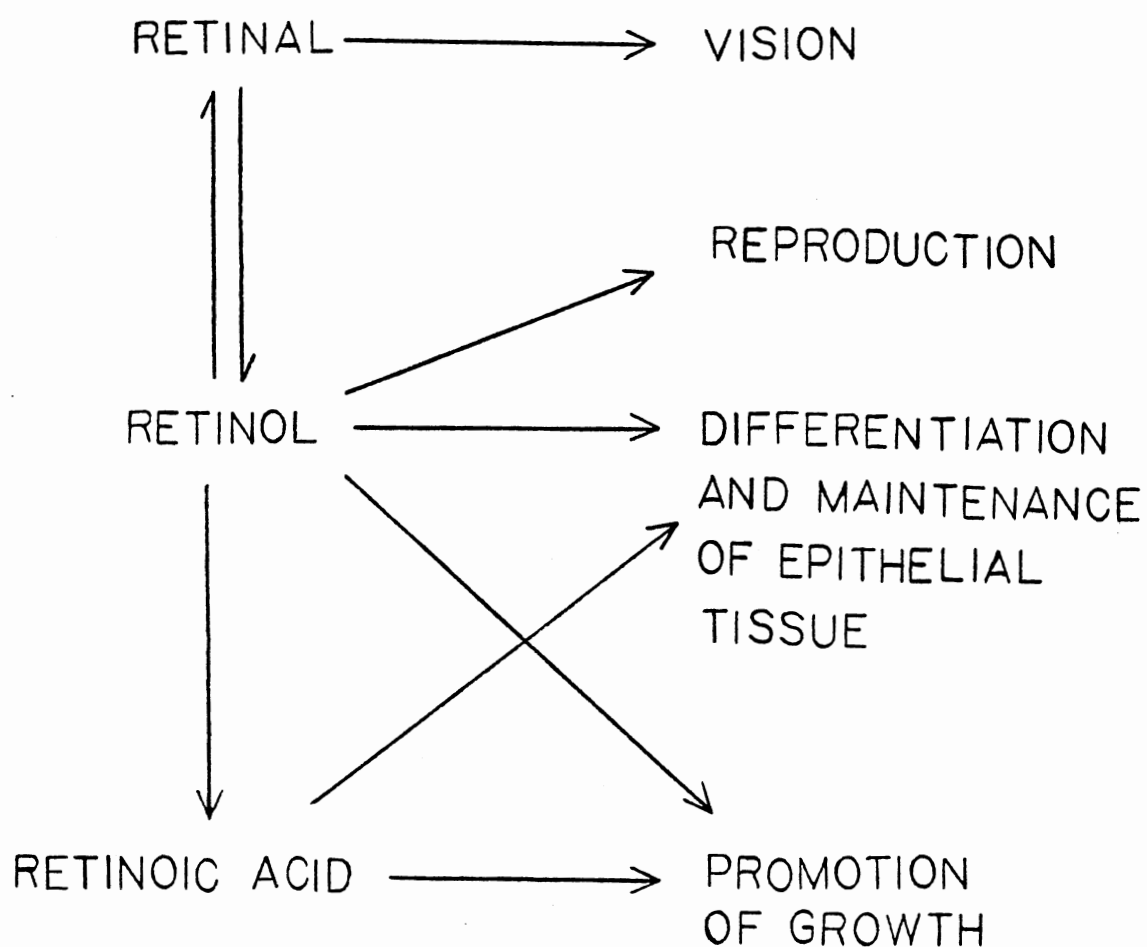 RETINAL
VISION
REPRODUCTION
RETINOL
DIFFERENTIATION
AND MAINTENANCE
OF EPITHELIAL
TISSUE
RETINOIC ACID
PROMOTION
OF GROWTH